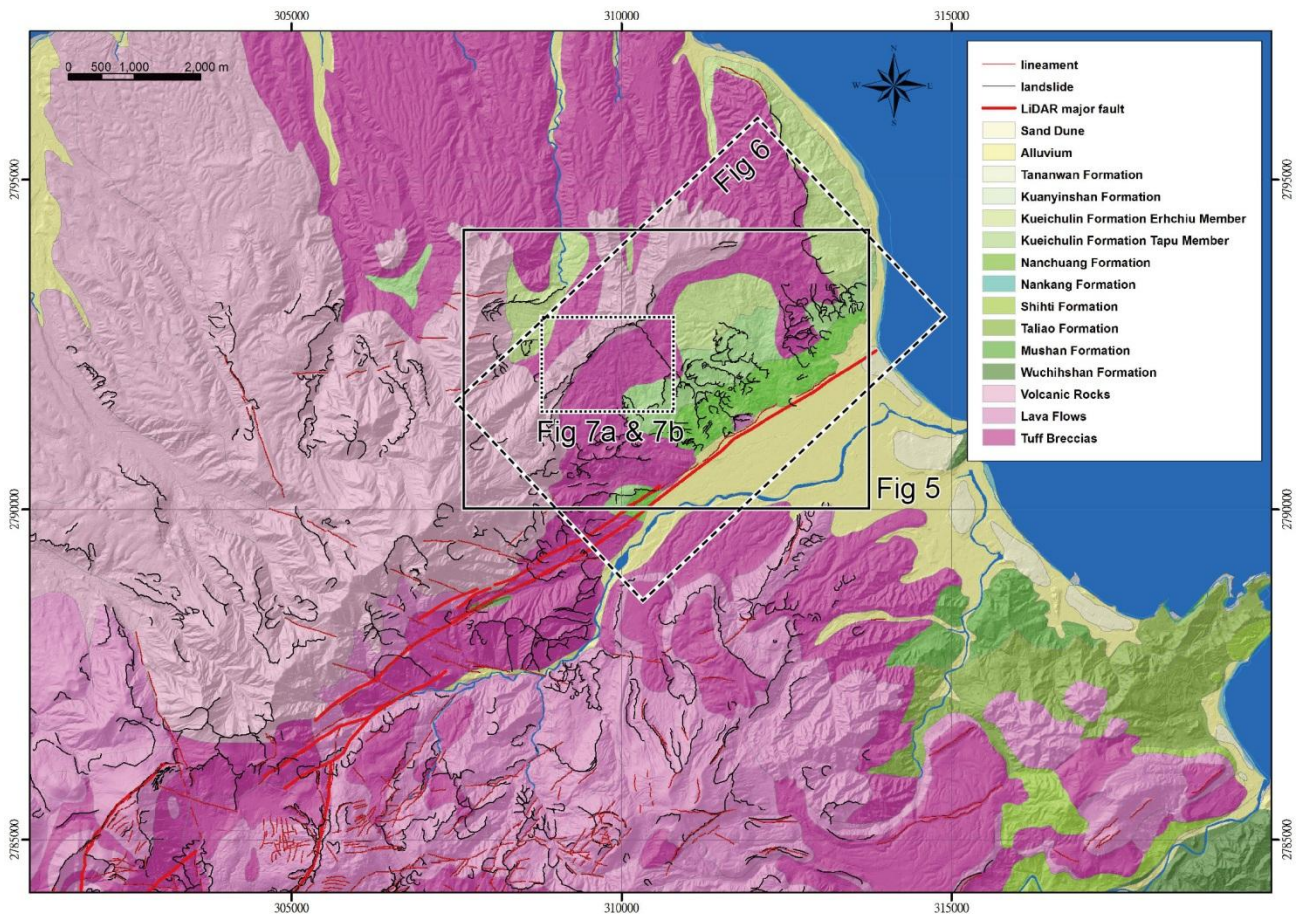 305000
310000
315000
0 500 1,000 2,000 m
N
W
L
S
lineament
landslide
LiDAR major fault
Sand Dune
Alluvium
Tananwan Formation
Kuanyinshan Formation
Kueichulin Formation Erhchiu Member
Kueichulin Formation Tapu Member
Nanchuang Formation
Nankang Formation
Shihti Formation
Taliao Formation
Mushan Formation
Wuchihshan Formation
Volcanic Rocks
Lava Flows
Tuff Breccias
2795000
2795000
Fig 6
Fig 7a & 7b
Fig 5
2790000
2790000
2785000
2785000
305000
310000
315000